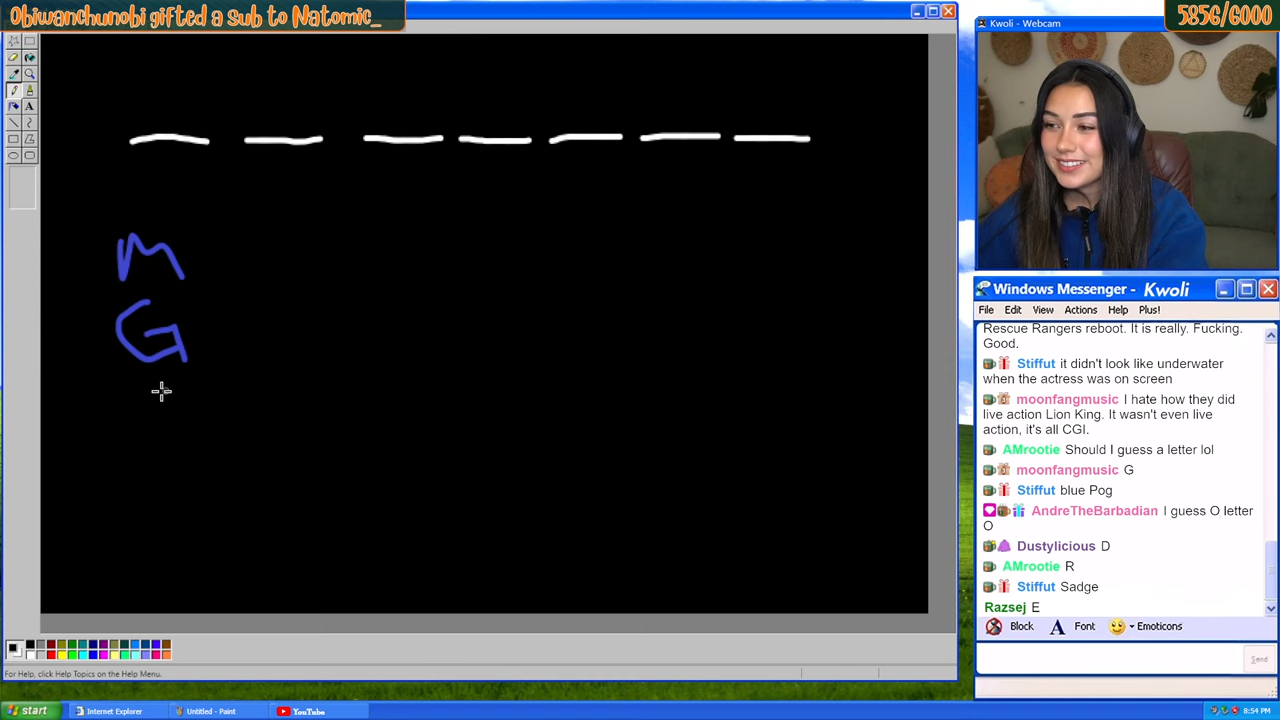 Obiwanchunobi gifted a sub to Natomic_
5856/6000
Kwoli - Webcam
M
G
Windows Messenger - Kwoli
File Edit View Actions Help Plus!
Rescue Rangers reboot. It is really. Fucking.
Good.
Stiffut it didn't look like underwater
when the actress was on screen
moonfangmusic I hate how they did
live action Lion King. It wasn't even live
action, it's all CGI.
AMrootie Should I guess a letter lol
moonfangmusic G
Stiffut blue Pog
AndreTheBarbadian I guess O letter
O
Dustylicious D
AMrootie R
Stiffut Sadge
Razsej E
Block Font Emoticons
Send
For Help, click Help Topics on the Help Menu.
start Internet Explorer Untitled - Paint YouTube 8:54 PM